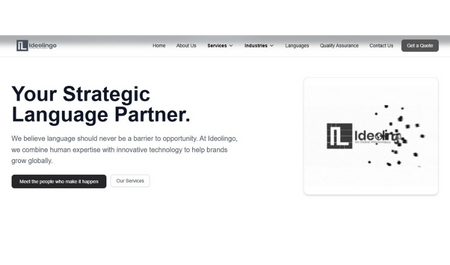 Ideolingo
Home About Us Services Industries Languages Quality Assurance Contact Us Get a Quote
Your Strategic
Language Partner.
We believe language should never be a barrier to opportunity. At Ideolingo,
we combine human expertise with innovative technology to help brands
grow globally.
Meet the people who make it happen Our Services
Ideolingo